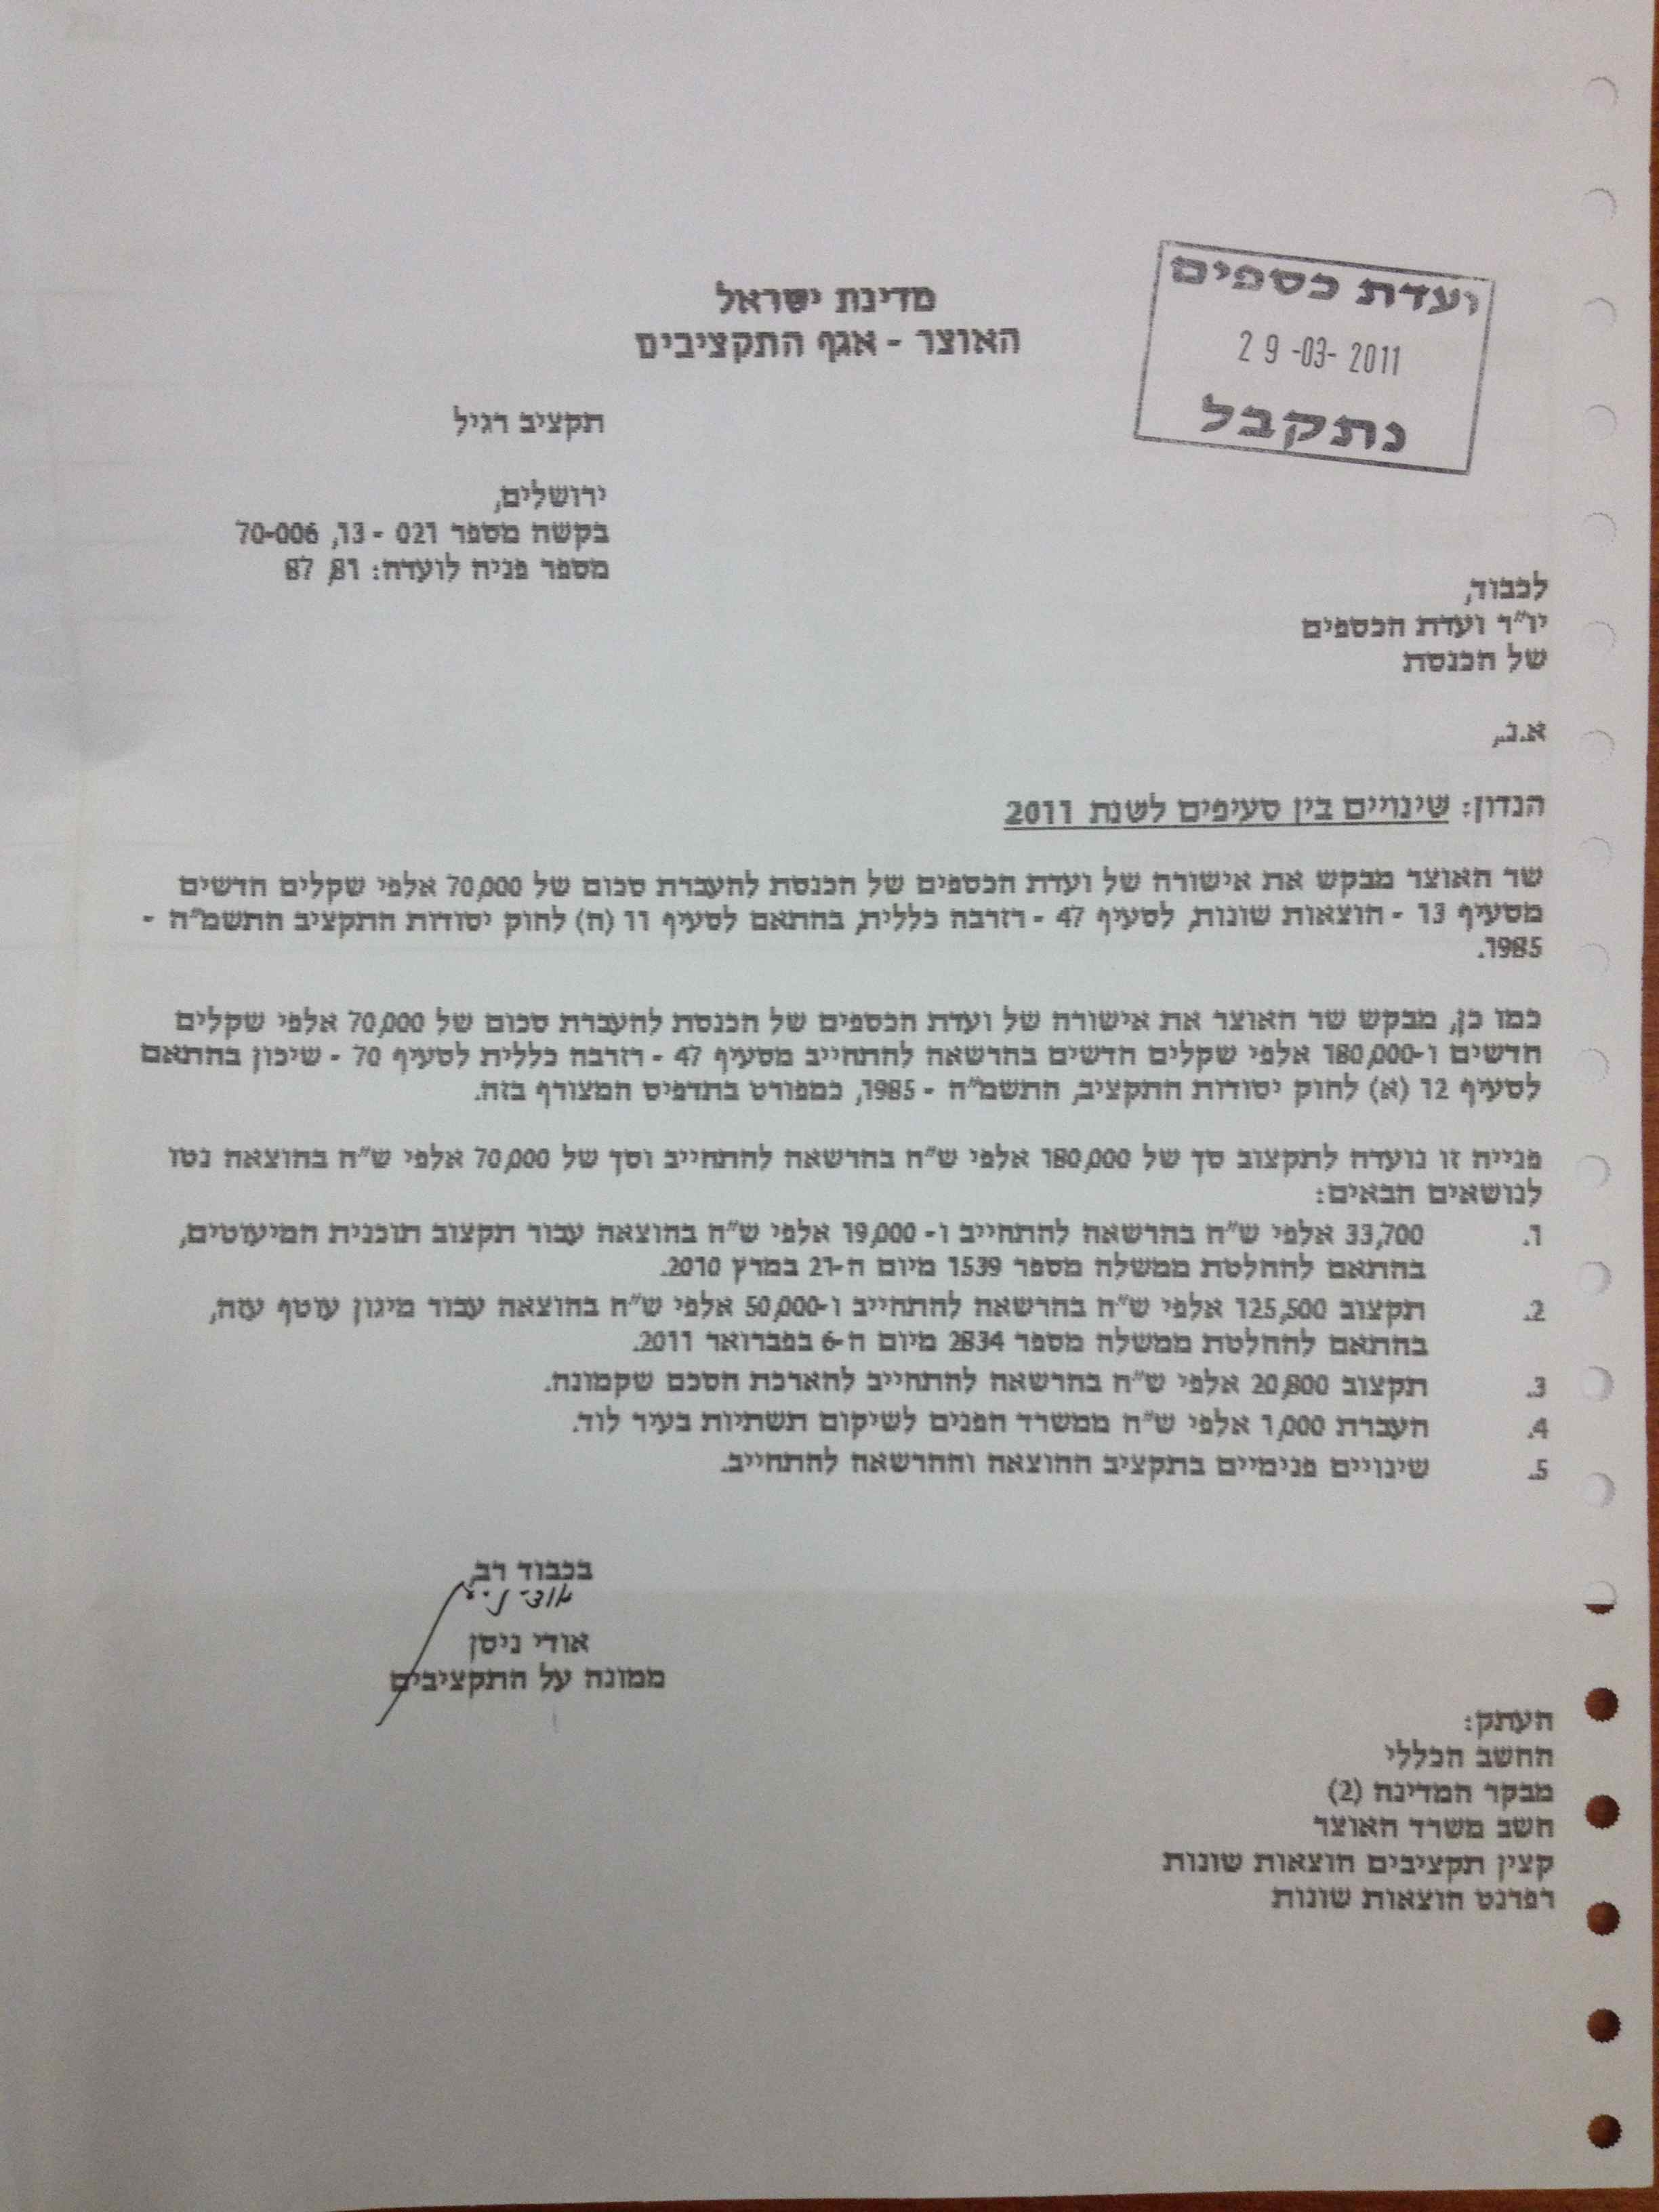 ועדת כספים
29-03-2011
נתקבל
מדינת ישראל
האוצר - אגף התקציבים
תקציב רגיל
ירושלים,
בקשה מספר 021 - 13, 70-006
מספר פניה לועדה: 81, 87
לכבוד,
יו"ר ועדת הכספים
של הכנסת
א.נ.,
הנדון: שינויים בין סעיפים לשנת 2011
שר האוצר מבקש את אישורה של ועדת הכספים של הכנסת להעברת סכום של 70,000 אלפי שקלים חדשים
מסעיף 13 - הוצאות שונות, לסעיף 47 - רזרבה כללית, בהתאם לסעיף 11 (ח) לחוק יסודות התקציב התשמ"ה -
1985.
כמו כן, מבקש שר האוצר את אישורה של ועדת הכספים של הכנסת להעברת סכום של 70,000 אלפי שקלים
חדשים ו-180,000 אלפי שקלים חדשים בהרשאה להתחייב מסעיף 47 - רזרבה כללית לסעיף 70 - שיכון בהתאם
לסעיף 12 (א) לחוק יסודות התקציב, התשמ"ה - 1985, כמפורט בתדפיס המצורף בזה.
פנייה זו נועדה לתקצוב סך של 180,000 אלפי ש"ח בהרשאה להתחייב וסך של 70,000 אלפי ש"ח בהוצאה נטו
לנושאים הבאים:
1. 33,700 אלפי ש"ח בהרשאה להתחייב ו- 19,000 אלפי ש"ח בהוצאה עבור תקצוב תוכנית המיעוטים,
בהתאם להחלטת ממשלה מספר 1539 מיום ה-21 במרץ 2010.
2. תקצוב 125,500 אלפי ש"ח בהרשאה להתחייב ו-50,000 אלפי ש"ח בהוצאה עבור מיגון עוטף עזה,
בהתאם להחלטת ממשלה מספר 2834 מיום ה-6 בפברואר 2011.
3. תקצוב 20,800 אלפי ש"ח בהרשאה להתחייב להארכת הסכם שקמונה.
4. העברת 1,000 אלפי ש"ח ממשרד הפנים לשיקום תשתיות בעיר לוד.
5. שינויים פנימיים בתקציב ההוצאה וההרשאה להתחייב.
בכבוד רב,
אודי ניסן
ממונה על התקציבים
העתק:
החשב הכללי
מבקר המדינה (2)
חשב משרד האוצר
קצין תקציבים הוצאות שונות
רפרנט הוצאות שונות